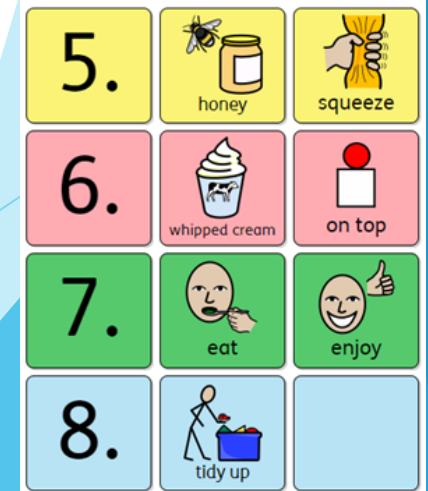 5. honey squeeze
6. whipped cream on top
7. eat enjoy
8. tidy up